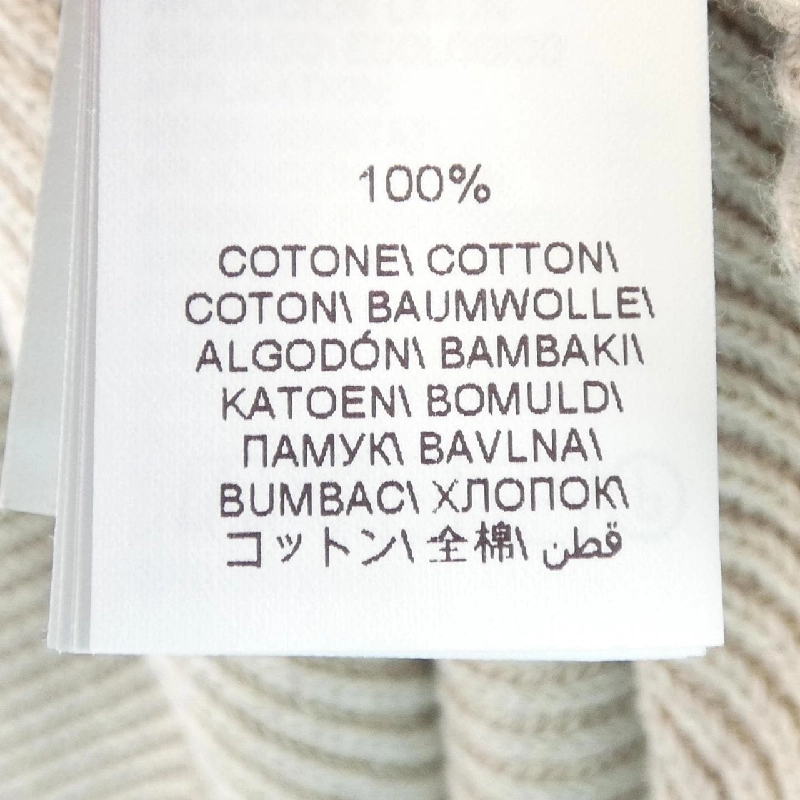 100%
COTONE\ COTTON\
COTON\ BAUMWOLLE\
ALGODÓN\ BAMBAKI\
KATOEN\ BOMULD\
ПАМУК\ BAVLNA\
BUMBAC\ ХЛОПОК\
コットン\ 全棉\ قطن